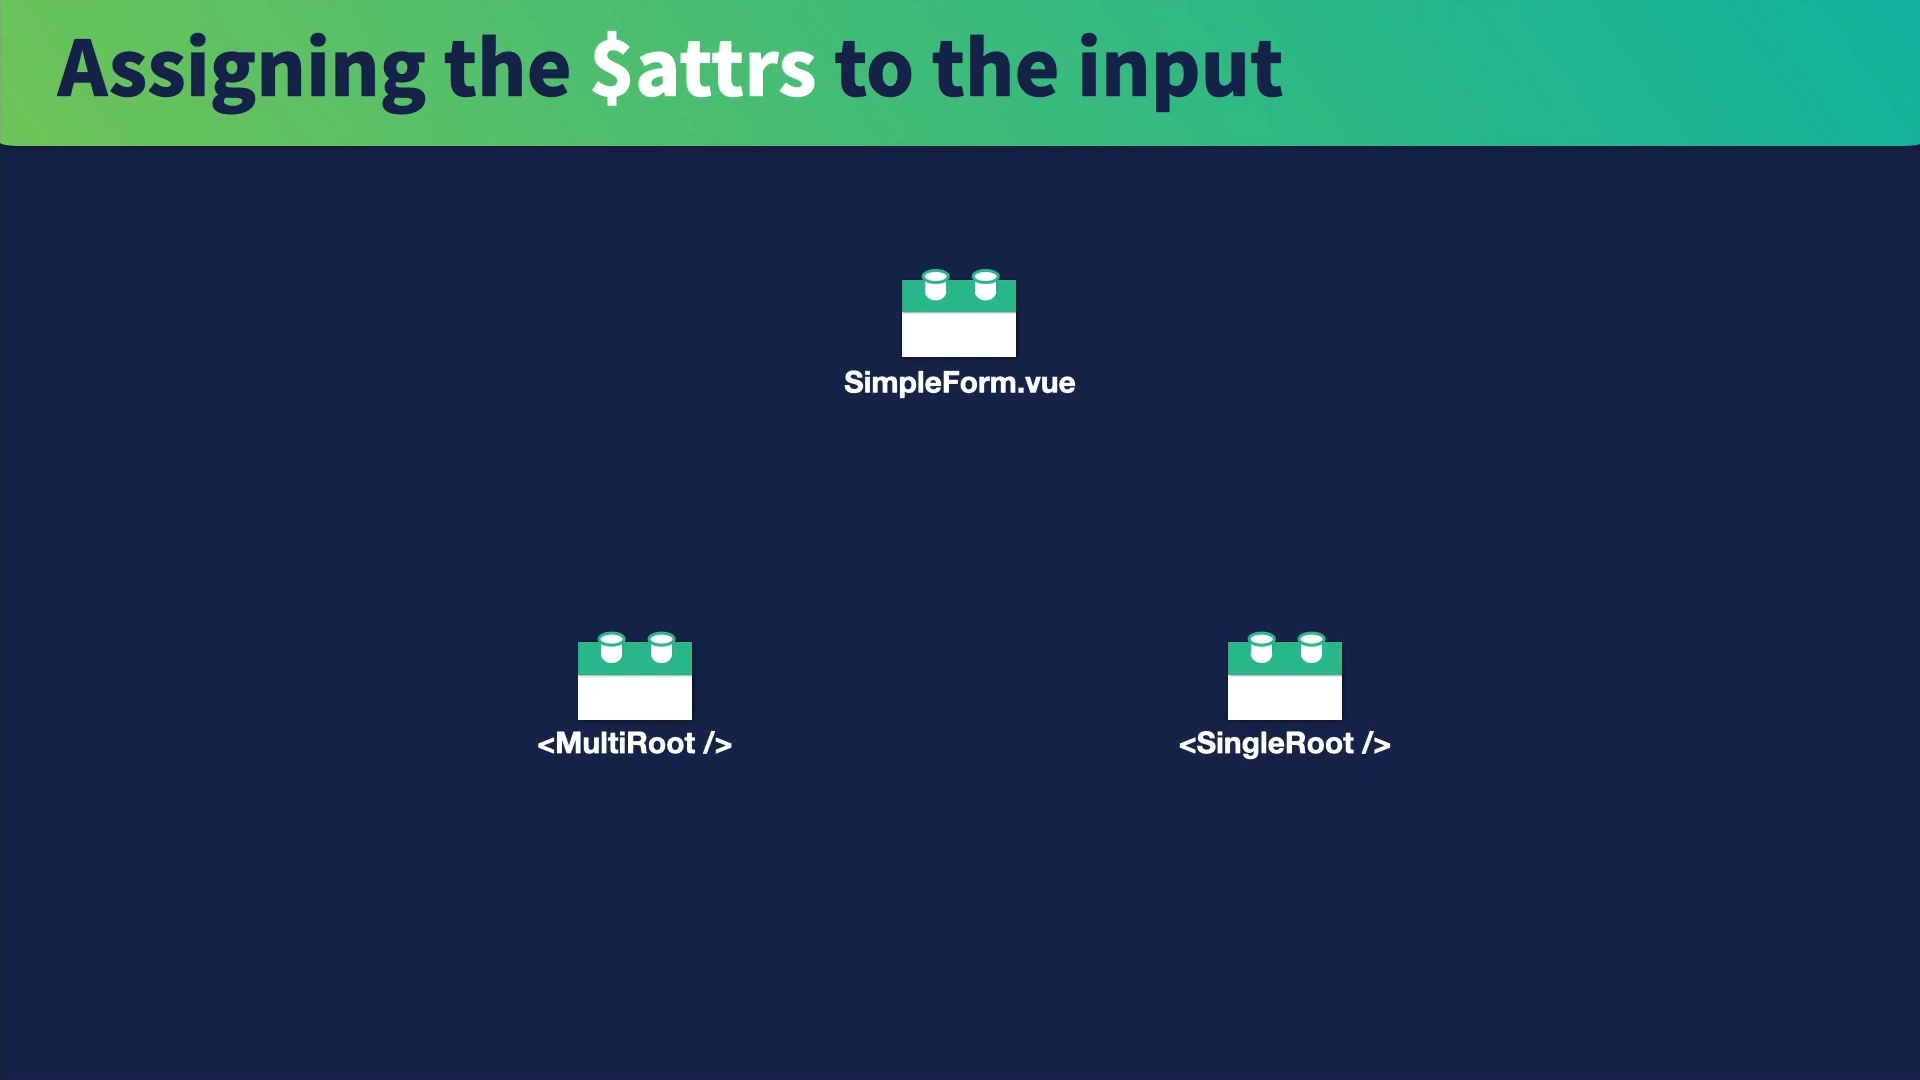 Assigning the $attrs to the input
SimpleForm.vue
<MultiRoot />
<SingleRoot />